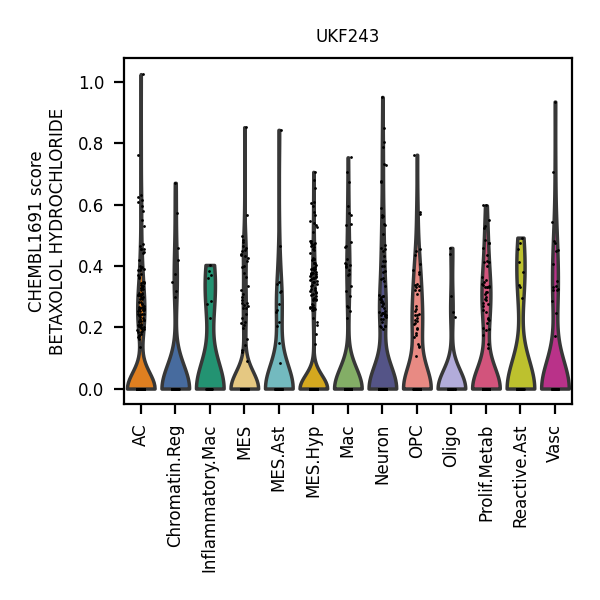 UKF243
CHEMBL1691 score
BETAXOLOL HYDROCHLORIDE
1.0
0.8
0.6
0.4
0.2
0.0
AC
Chromatin.Reg
Inflammatory.Mac
MES
MES.Ast
MES.Hyp
Mac
Neuron
OPC
Oligo
Prolif.Metab
Reactive.Ast
Vasc